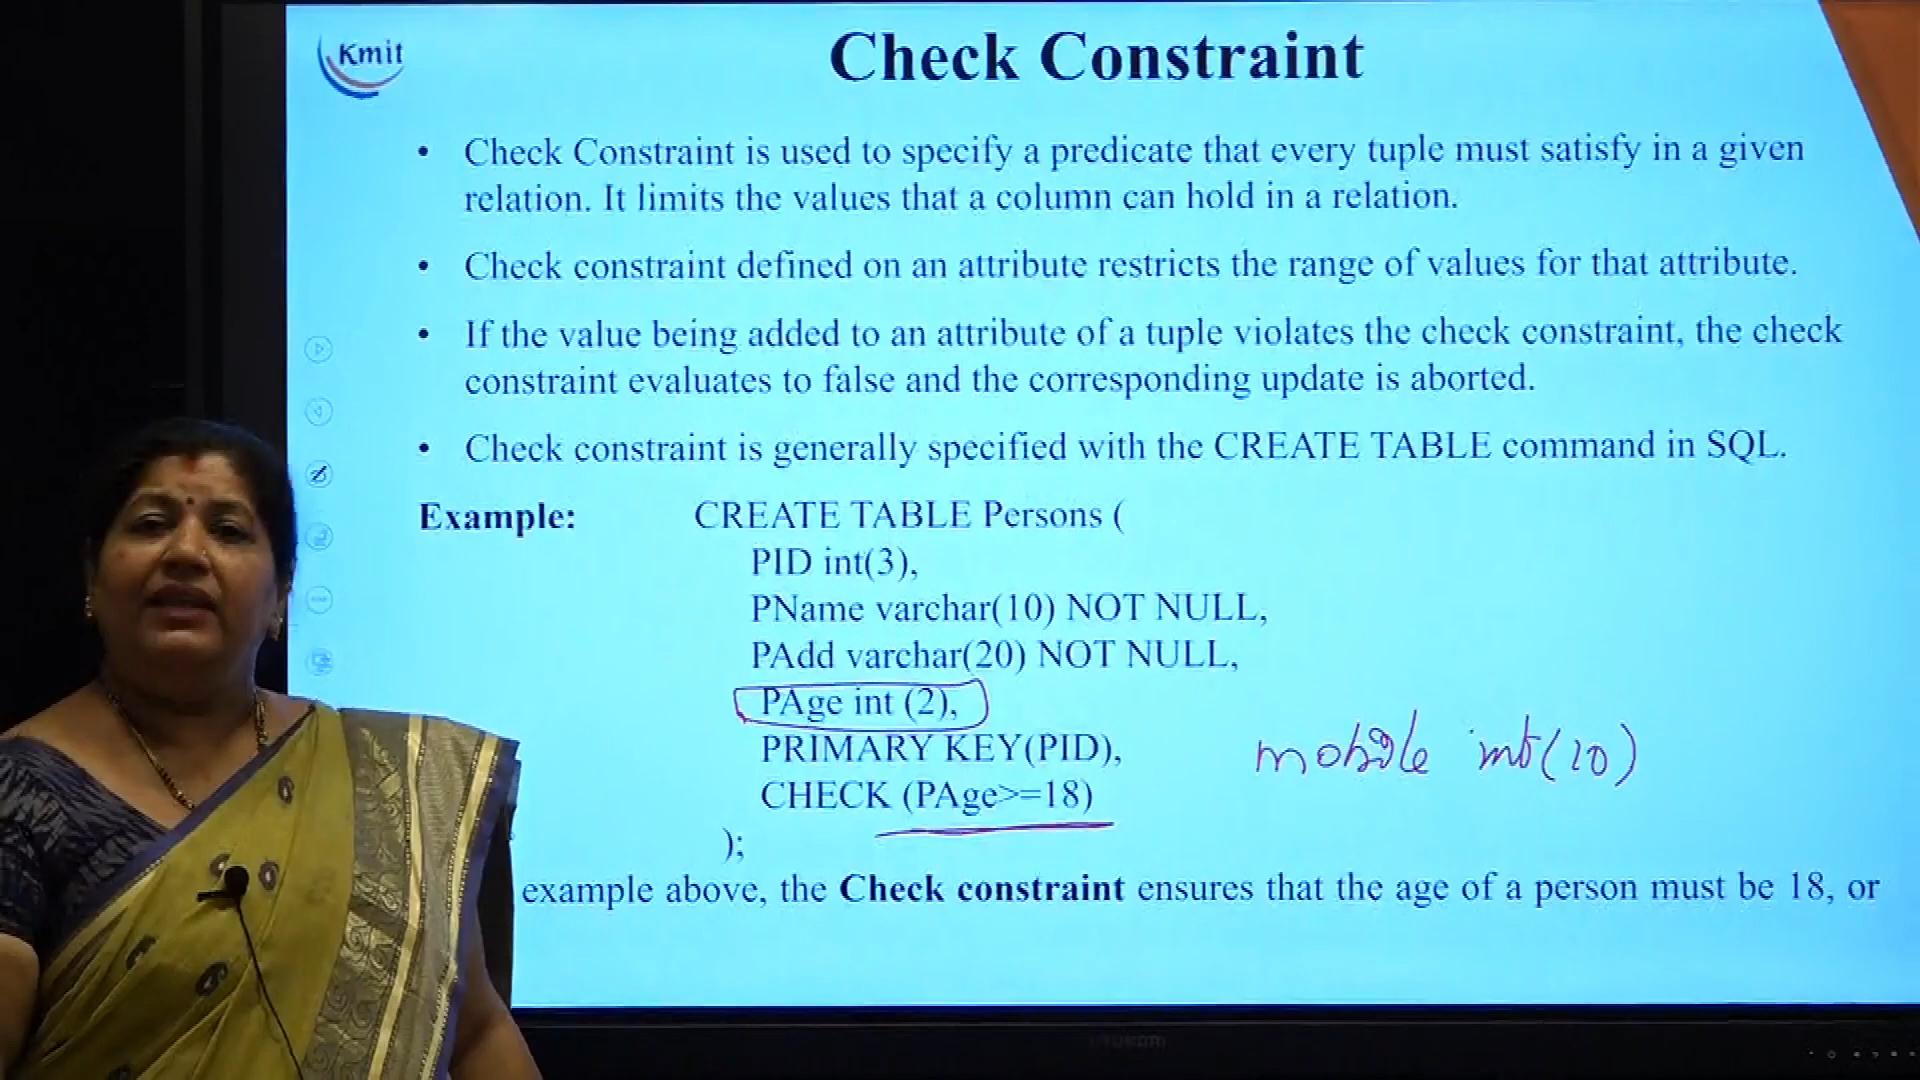 Kmit
Check Constraint
• Check Constraint is used to specify a predicate that every tuple must satisfy in a given
relation. It limits the values that a column can hold in a relation.
• Check constraint defined on an attribute restricts the range of values for that attribute.
• If the value being added to an attribute of a tuple violates the check constraint, the check
constraint evaluates to false and the corresponding update is aborted.
• Check constraint is generally specified with the CREATE TABLE command in SQL.
Example: CREATE TABLE Persons (
PID int(3),
PName varchar(10) NOT NULL,
PAdd varchar(20) NOT NULL,
PAge int (2),
PRIMARY KEY(PID),
mobile int(10)
CHECK (PAge>=18)
);
example above, the Check constraint ensures that the age of a person must be 18, or